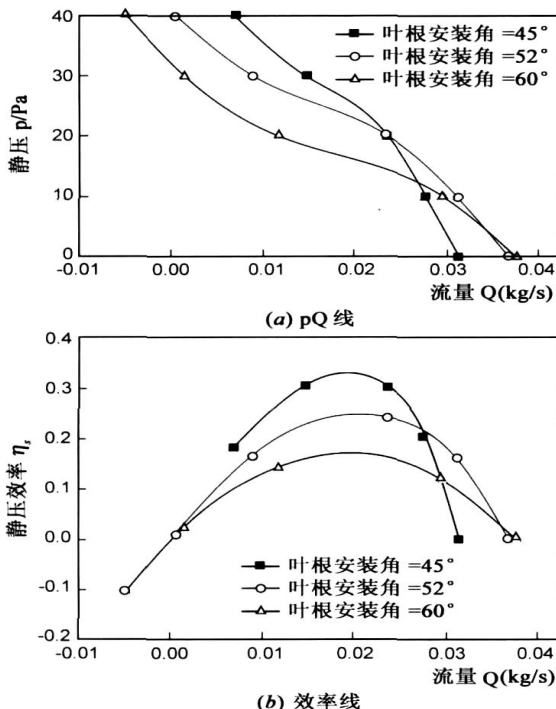 40
30
20
10
0
静压 p/Pa
叶根安装角 =45°
叶根安装角 =52°
叶根安装角 =60°
-0.01 0.00 0.01 0.02 0.03 0.04
流量 Q(kg/s)
(a) pQ 线
0.4
0.3
0.2
0.1
0.0
-0.1
-0.2
静压效率 ηs
叶根安装角 =45°
叶根安装角 =52°
叶根安装角 =60°
-0.01 0.00 0.01 0.02 0.03 0.04
流量 Q(kg/s)
(b) 效率线